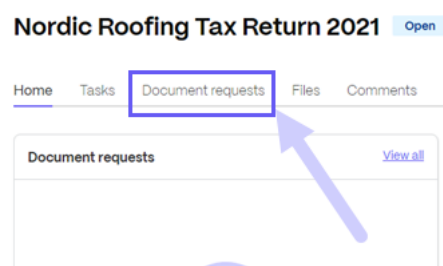 Nordic Roofing Tax Return 2021 Open
Home Tasks Document requests Files Comments
Document requests View all